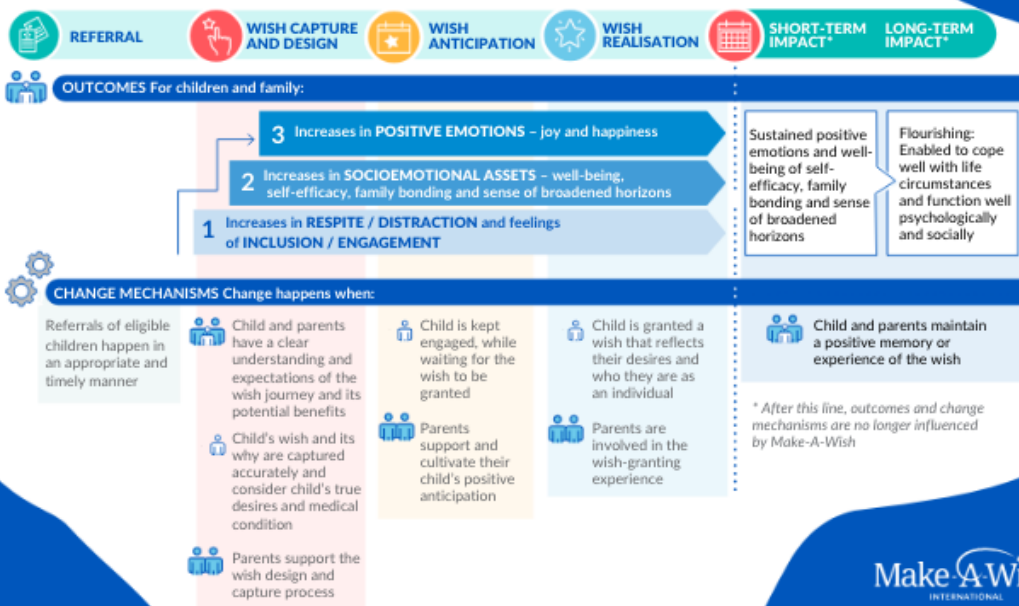 REFERRAL
WISH CAPTURE
AND DESIGN
WISH
ANTICIPATION
WISH
REALISATION
SHORT-TERM
IMPACT*
LONG-TERM
IMPACT*
OUTCOMES For children and family:
3 Increases in POSITIVE EMOTIONS – joy and happiness
2 Increases in SOCIOEMOTIONAL ASSETS – well-being,
self-efficacy, family bonding and sense of broadened horizons
1 Increases in RESPITE / DISTRACTION and feelings
of INCLUSION / ENGAGEMENT
Sustained positive
emotions and well-
being of self-
efficacy, family
bonding and sense
of broadened
horizons
Flourishing:
Enabled to cope
well with life
circumstances
and function well
psychologically
and socially
CHANGE MECHANISMS Change happens when:
Referrals of eligible
children happen in
an appropriate and
timely manner
Child and parents
have a clear
understanding and
expectations of the
wish journey and its
potential benefits
Child's wish and its
why are captured
accurately and
consider child's true
desires and medical
condition
Parents support the
wish design and
capture process
Child is kept
engaged, while
waiting for the
wish to be
granted
Parents
support and
cultivate their
child's positive
anticipation
Child is granted a
wish that reflects
their desires and
who they are as
an individual
Parents are
involved in the
wish-granting
experience
Child and parents maintain
a positive memory or
experience of the wish
* After this line, outcomes and change
mechanisms are no longer influenced
by Make-A-Wish
Make-A-Wi
INTERNATIONAL